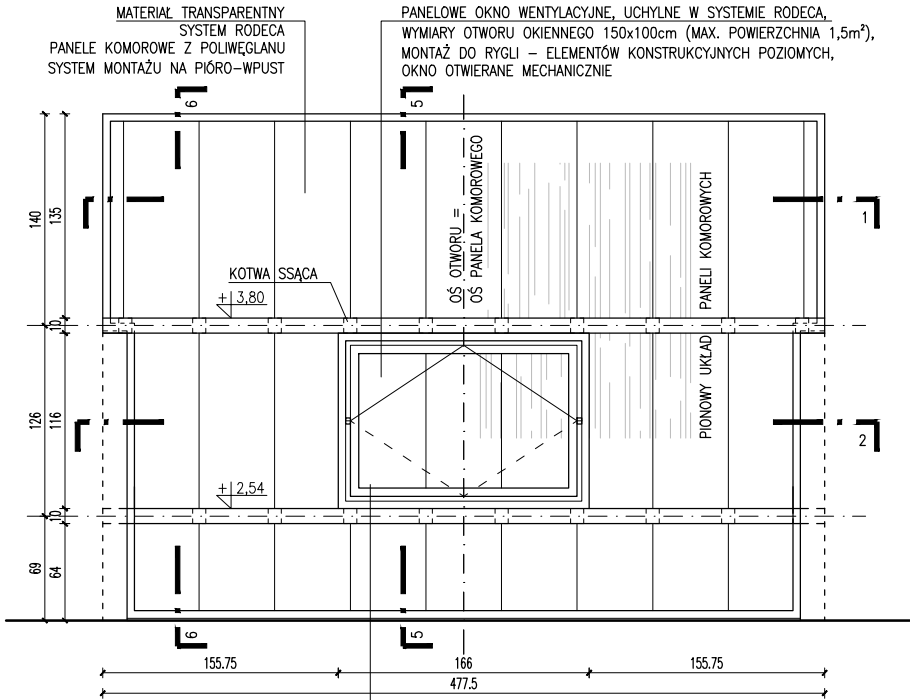 MATERIAŁ TRANSPARENTNY
SYSTEM RODECA
PANELE KOMOROWE Z POLIWĘGLANU
SYSTEM MONTAŻU NA PIÓRO-WPUST
PANELOWE OKNO WENTYLACYJNE, UCHYLNE W SYSTEMIE RODECA,
WYMIARY OTWORU OKIENNEGO 150x100cm (MAX. POWIERZCHNIA 1,5m²),
MONTAŻ DO RYGLI – ELEMENTÓW KONSTRUKCYJNYCH POZIOMYCH,
OKNO OTWIERANE MECHANICZNIE
6
5
140
135
OŚ OTWORU =
OŚ PANELA KOMOROWEGO
PIONOWY UKŁAD PANELI KOMOROWYCH
1
KOTWA SSĄCA
+ 3,80
10
126
116
2
+ 2,54
10
69
64
6
5
155.75
166
155.75
477.5